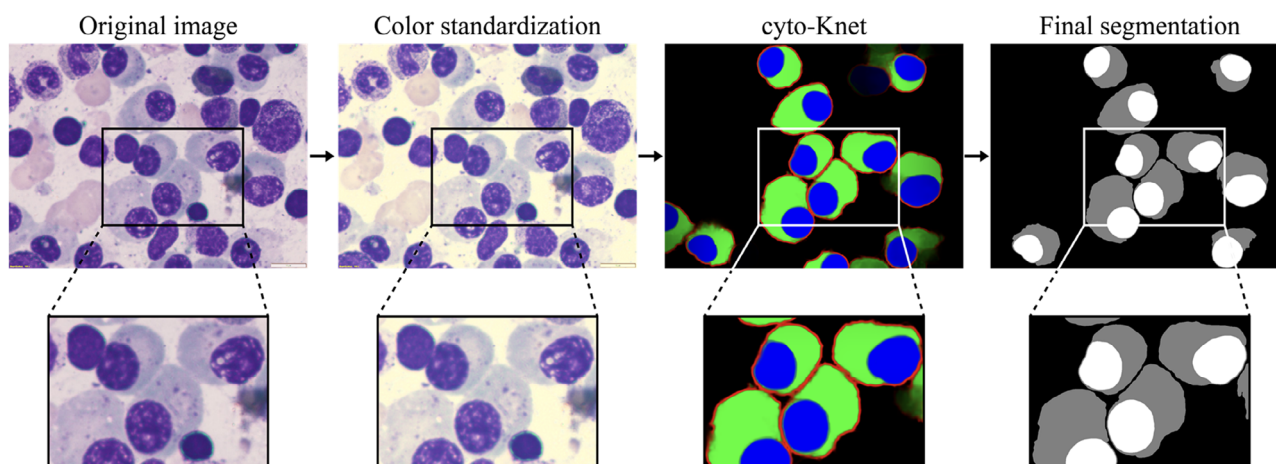 Original image
Color standardization
cyto-Knet
Final segmentation